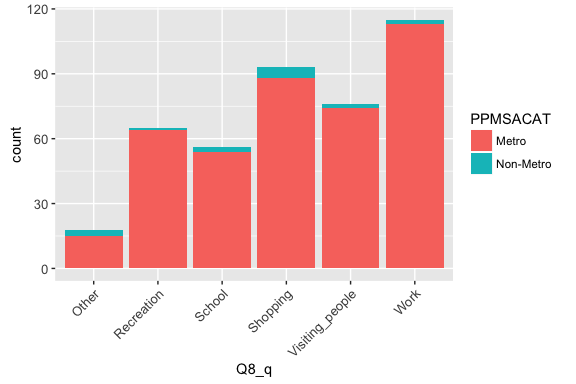 120
90
60
30
0
count
Other
Recreation
School
Shopping
Visiting_people
Work
Q8_q
PPMSACAT
Metro
Non-Metro